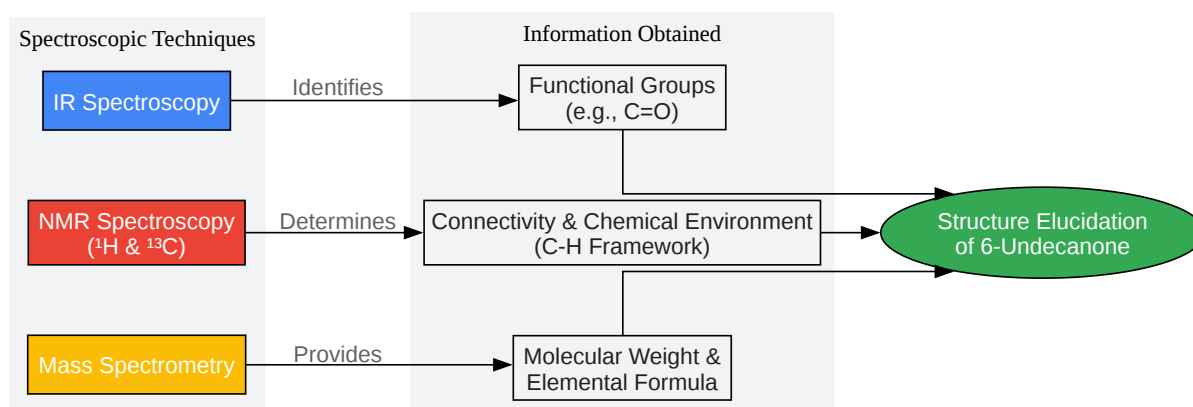 Spectroscopic Techniques
Information Obtained
IR Spectroscopy
Identifies
Functional Groups
(e.g., C=O)
NMR Spectroscopy
(¹H & ¹³C)
Determines
Connectivity & Chemical Environment
(C-H Framework)
Structure Elucidation
of 6-Undecanone
Mass Spectrometry
Provides
Molecular Weight &
Elemental Formula